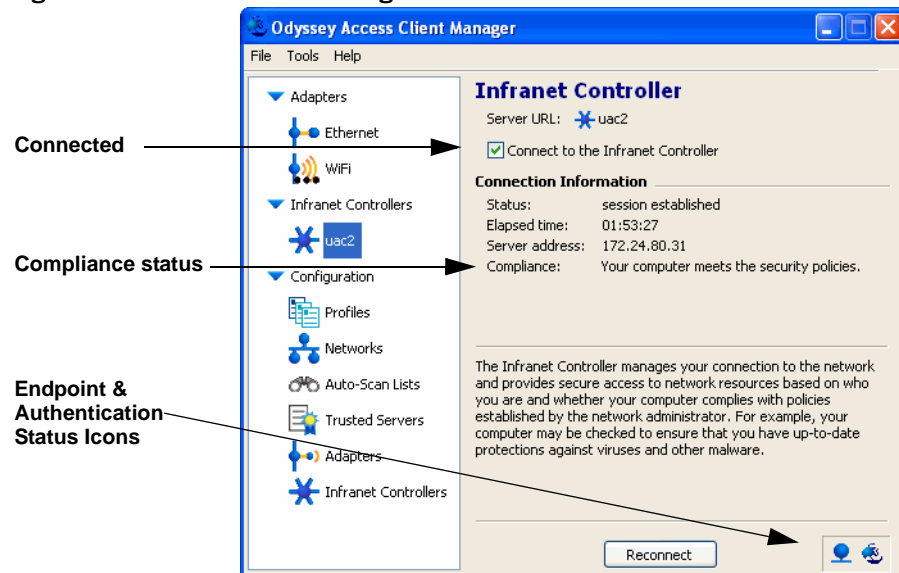 Odyssey Access Client Manager
File Tools Help
Adapters
Ethernet
WiFi
Infranet Controllers
uac2
Configuration
Profiles
Networks
Auto-Scan Lists
Trusted Servers
Adapters
Infranet Controllers
Infranet Controller
Server URL: uac2
Connect to the Infranet Controller
Connection Information
Status: session established
Elapsed time: 01:53:27
Server address: 172.24.80.31
Compliance: Your computer meets the security policies.
The Infranet Controller manages your connection to the network
and provides secure access to network resources based on who
you are and whether your computer complies with policies
established by the network administrator. For example, your
computer may be checked to ensure that you have up-to-date
protections against viruses and other malware.
Reconnect
Connected
Compliance status
Endpoint &
Authentication
Status Icons